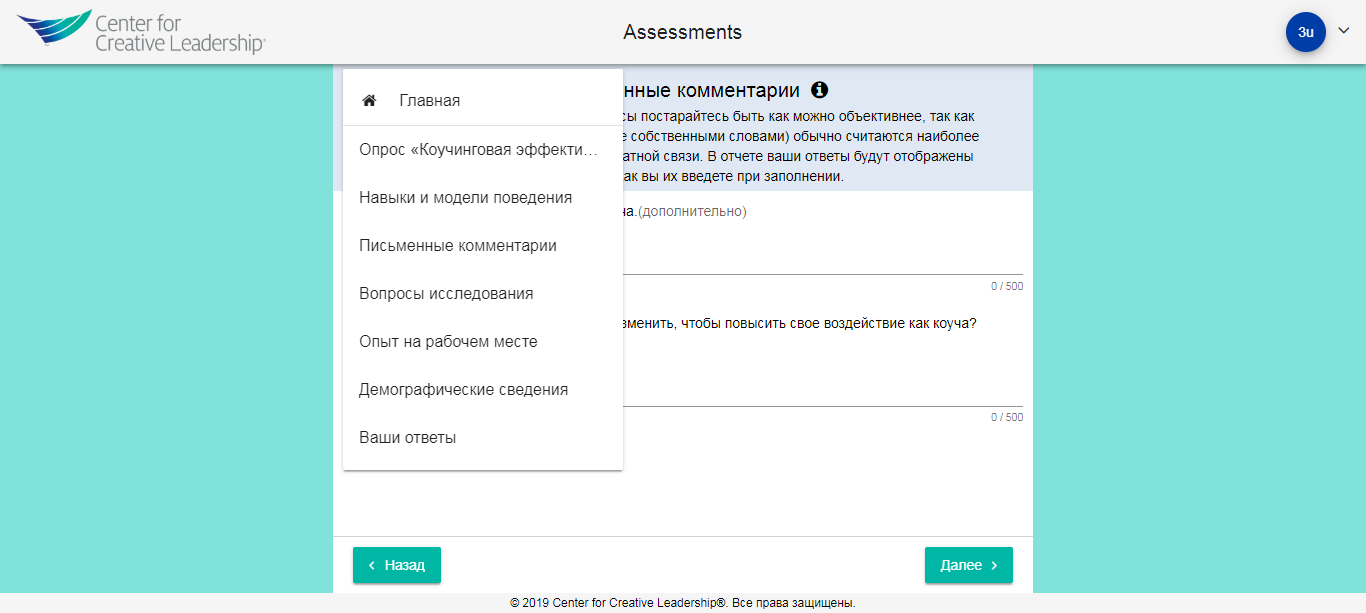 Center for
Creative Leadership®
Assessments
3u
Главная
Опрос «Коучинговая эффекти...
Навыки и модели поведения
Письменные комментарии
Вопросы исследования
Опыт на рабочем месте
Демографические сведения
Ваши ответы
нные комментарии
сы постарайтесь быть как можно объективнее, так как
е собственными словами) обычно считаются наиболее
атной связи. В отчете ваши ответы будут отображены
ак вы их введете при заполнении.
на.(дополнительно)
0 / 500
зменить, чтобы повысить свое воздействие как коуча?
0 / 500
Назад
Далее
© 2019 Center for Creative Leadership®. Все права защищены.